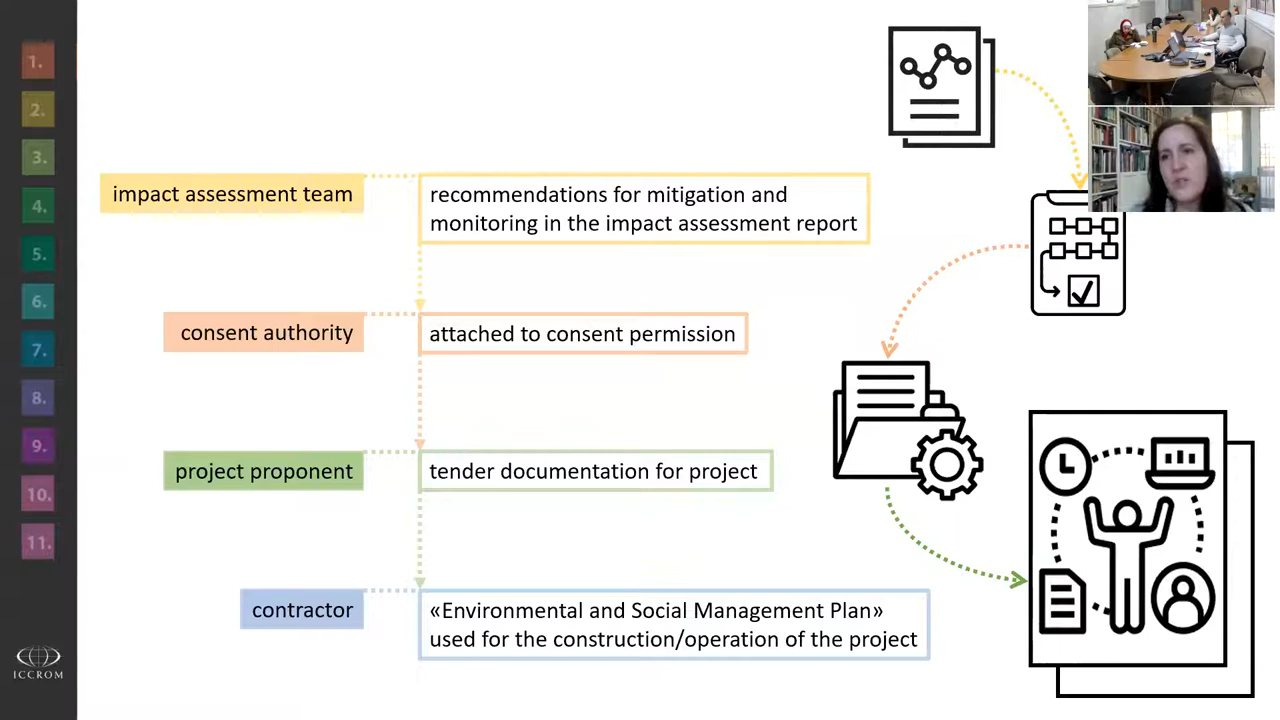 1.
2.
3.
4.
5.
6.
7.
8.
9.
10.
11.
ICCROM
impact assessment team
recommendations for mitigation and
monitoring in the impact assessment report
consent authority
attached to consent permission
project proponent
tender documentation for project
contractor
«Environmental and Social Management Plan»
used for the construction/operation of the project